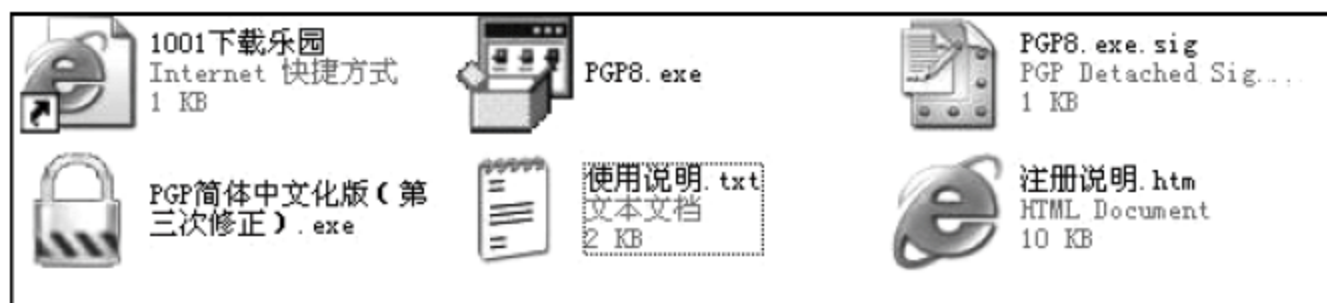 1001下载乐园
Internet 快捷方式
1 KB
PGP8.exe
PGP8.exe.sig
PGP Detached Sig....
1 KB
PGP简体中文化版(第
三次修正).exe
使用说明.txt
文本文档
2 KB
注册说明.htm
HTML Document
10 KB